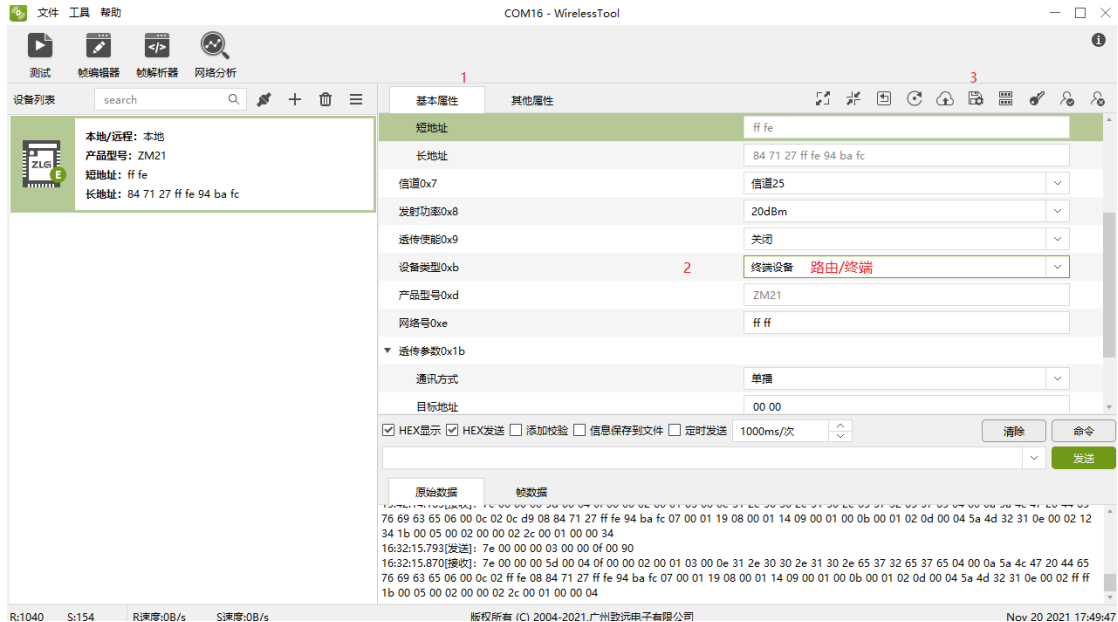 文件 工具 帮助 COM16 - WirelessTool
测试 帧编辑器 帧解析器 网络分析
1 3
设备列表 search 基本属性 其他属性
本地/远程：本地
产品型号：ZM21
短地址：ff fe
长地址：84 71 27 ff fe 94 ba fc
ZLG E
短地址 ff fe
长地址 84 71 27 ff fe 94 ba fc
信道0x7 信道25
发射功率0x8 20dBm
透传使能0x9 关闭
设备类型0xb 2 终端设备 路由/终端
产品型号0xd ZM21
网络号0xe ff ff
透传参数0x1b
通讯方式 单播
目标地址 00 00
HEX显示 HEX发送 添加校验 信息保存到文件 定时发送 1000ms/次 清除 命令
发送
原始数据 帧数据
76 69 63 65 06 00 0c 02 0c d9 08 84 71 27 ff fe 94 ba fc 07 00 01 19 08 00 01 14 09 00 01 00 0b 00 01 02 0d 00 04 5a 4d 32 31 0e 00 02 12
34 1b 00 05 00 02 00 00 02 2c 00 01 00 00 34
16:32:15.793[发送]：7e 00 00 00 03 00 00 0f 00 90
16:32:15.870[接收]：7e 00 00 00 5d 00 04 0f 00 00 02 00 01 03 00 0e 31 2e 30 30 2e 31 30 2e 65 37 32 65 37 65 04 00 0a 5a 4c 47 20 44 65
76 69 63 65 06 00 0c 02 ff fe 08 84 71 27 ff fe 94 ba fc 07 00 01 19 08 00 01 14 09 00 01 00 0b 00 01 02 0d 00 04 5a 4d 32 31 0e 00 02 ff ff
1b 00 05 00 02 00 00 02 2c 00 01 00 00 04
R:1040 S:154 R速度:0B/s S速度:0B/s 版权所有 (C) 2004-2021,广州致远电子有限公司 Nov 20 2021 17:49:47